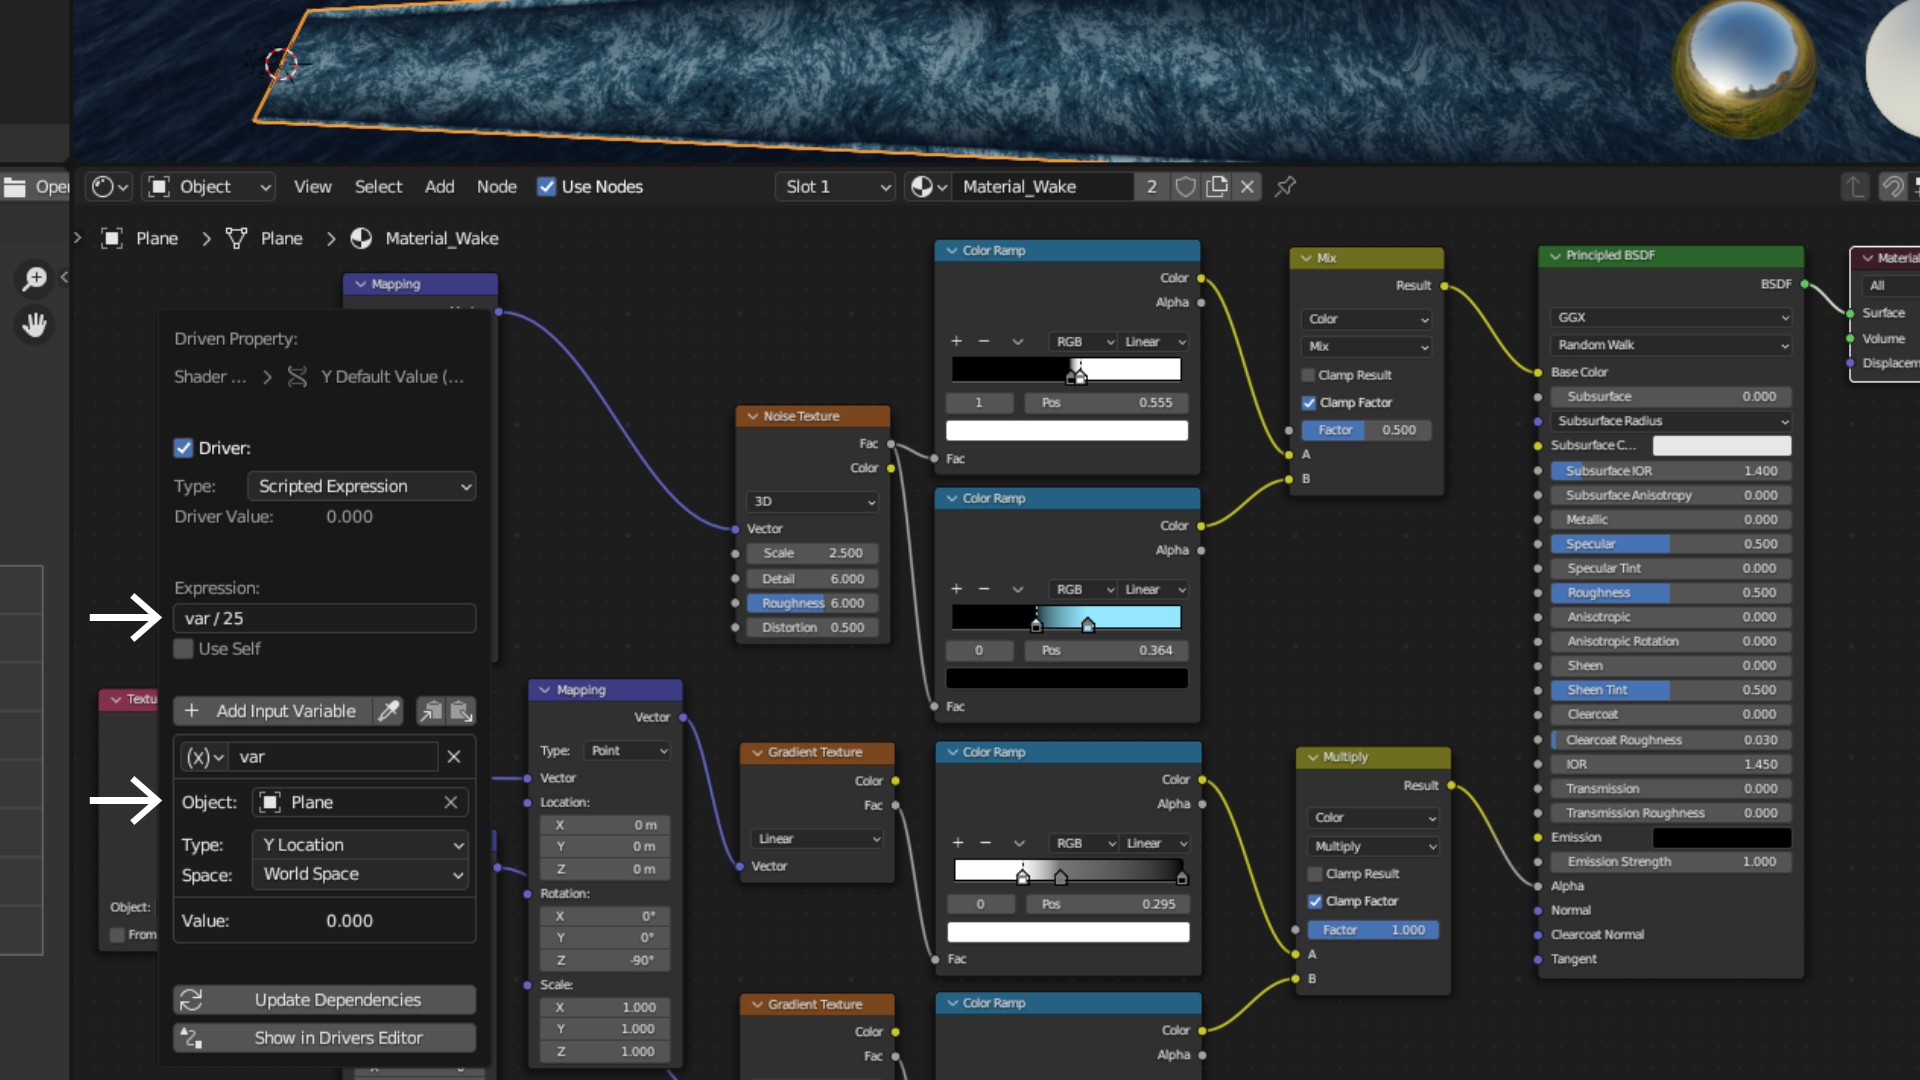 Open
Object
View
Select
Add
Node
Use Nodes
Slot 1
Material_Wake
2
Plane
Plane
Material_Wake
Mapping
Driven Property:
Shader ...
Y Default Value (...
Driver:
Type:
Scripted Expression
Driver Value:
0.000
Expression:
var / 25
Use Self
Add Input Variable
(x)
var
Object:
Plane
Type:
Y Location
Space:
World Space
Value:
0.000
Update Dependencies
Show in Drivers Editor
Textu
Object:
From
Mapping
Vector
Type:
Point
Vector
Location:
X 0 m
Y 0 m
Z 0 m
Rotation:
X 0°
Y 0°
Z -90°
Scale:
X 1.000
Y 1.000
Z 1.000
Noise Texture
Fac
Color
3D
Vector
Scale 2.500
Detail 6.000
Roughness 6.000
Distortion 0.500
Gradient Texture
Color
Fac
Linear
Vector
Gradient Texture
Color
Fac
Color Ramp
Color
Alpha
RGB
Linear
1
Pos 0.555
Fac
Color Ramp
Color
Alpha
RGB
Linear
0
Pos 0.364
Fac
Color Ramp
Color
Alpha
RGB
Linear
0
Pos 0.295
Fac
Color Ramp
Color
Alpha
Mix
Result
Color
Mix
Clamp Result
Clamp Factor
Factor 0.500
A
B
Multiply
Result
Color
Multiply
Clamp Result
Clamp Factor
Factor 1.000
A
B
Principled BSDF
BSDF
GGX
Random Walk
Base Color
Subsurface 0.000
Subsurface Radius
Subsurface C...
Subsurface IOR 1.400
Subsurface Anisotropy 0.000
Metallic 0.000
Specular 0.500
Specular Tint 0.000
Roughness 0.500
Anisotropic 0.000
Anisotropic Rotation 0.000
Sheen 0.000
Sheen Tint 0.500
Clearcoat 0.000
Clearcoat Roughness 0.030
IOR 1.450
Transmission 0.000
Transmission Roughness 0.000
Emission
Emission Strength 1.000
Alpha
Normal
Clearcoat Normal
Tangent
Material
All
Surface
Volume
Displacem